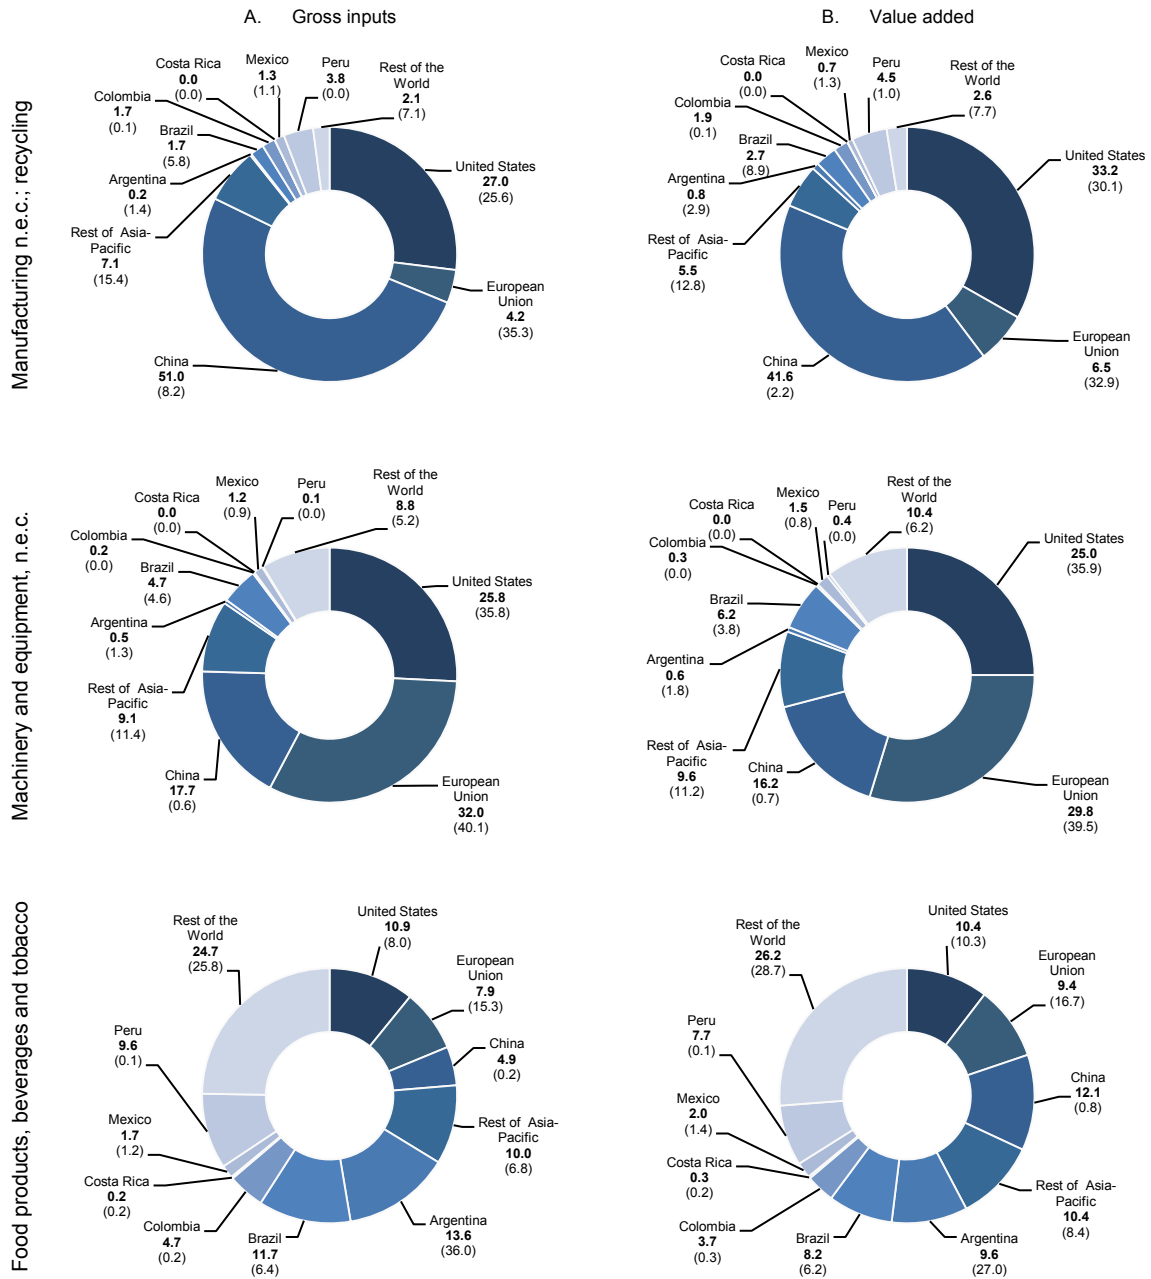 A. Gross inputs
B. Value added
Manufacturing n.e.c.; recycling
Costa Rica
0.0
(0.0)
Mexico
1.3
(1.1)
Peru
3.8
(0.0)
Rest of the
World
2.1
(7.1)
Colombia
1.7
(0.1)
Brazil
1.7
(5.8)
Argentina
0.2
(1.4)
Rest of Asia-
Pacific
7.1
(15.4)
China
51.0
(8.2)
United States
27.0
(25.6)
European
Union
4.2
(35.3)
Costa Rica
0.0
(0.0)
Mexico
0.7
(1.3)
Peru
4.5
(1.0)
Rest of the
World
2.6
(7.7)
Colombia
1.9
(0.1)
Brazil
2.7
(8.9)
Argentina
0.8
(2.9)
Rest of Asia-
Pacific
5.5
(12.8)
China
41.6
(2.2)
United States
33.2
(30.1)
European
Union
6.5
(32.9)
Machinery and equipment, n.e.c.
Costa Rica
0.0
(0.0)
Mexico
1.2
(0.9)
Peru
0.1
(0.0)
Rest of the
World
8.8
(5.2)
Colombia
0.2
(0.0)
Brazil
4.7
(4.6)
Argentina
0.5
(1.3)
Rest of Asia-
Pacific
9.1
(11.4)
China
17.7
(0.6)
United States
25.8
(35.8)
European
Union
32.0
(40.1)
Costa Rica
0.0
(0.0)
Mexico
1.5
(0.8)
Peru
0.4
(0.0)
Rest of the
World
10.4
(6.2)
Colombia
0.3
(0.0)
Brazil
6.2
(3.8)
Argentina
0.6
(1.8)
Rest of Asia-
Pacific
9.6
(11.2)
China
16.2
(0.7)
United States
25.0
(35.9)
European
Union
29.8
(39.5)
Food products, beverages and tobacco
Rest of the
World
24.7
(25.8)
United States
10.9
(8.0)
European
Union
7.9
(15.3)
China
4.9
(0.2)
Rest of Asia-
Pacific
10.0
(6.8)
Argentina
13.6
(36.0)
Brazil
11.7
(6.4)
Colombia
4.7
(0.2)
Costa Rica
0.2
(0.2)
Mexico
1.7
(1.2)
Peru
9.6
(0.1)
Rest of the
World
26.2
(28.7)
United States
10.4
(10.3)
European
Union
9.4
(16.7)
China
12.1
(0.8)
Rest of Asia-
Pacific
10.4
(8.4)
Argentina
9.6
(27.0)
Brazil
8.2
(6.2)
Colombia
3.7
(0.3)
Costa Rica
0.3
(0.2)
Mexico
2.0
(1.4)
Peru
7.7
(0.1)